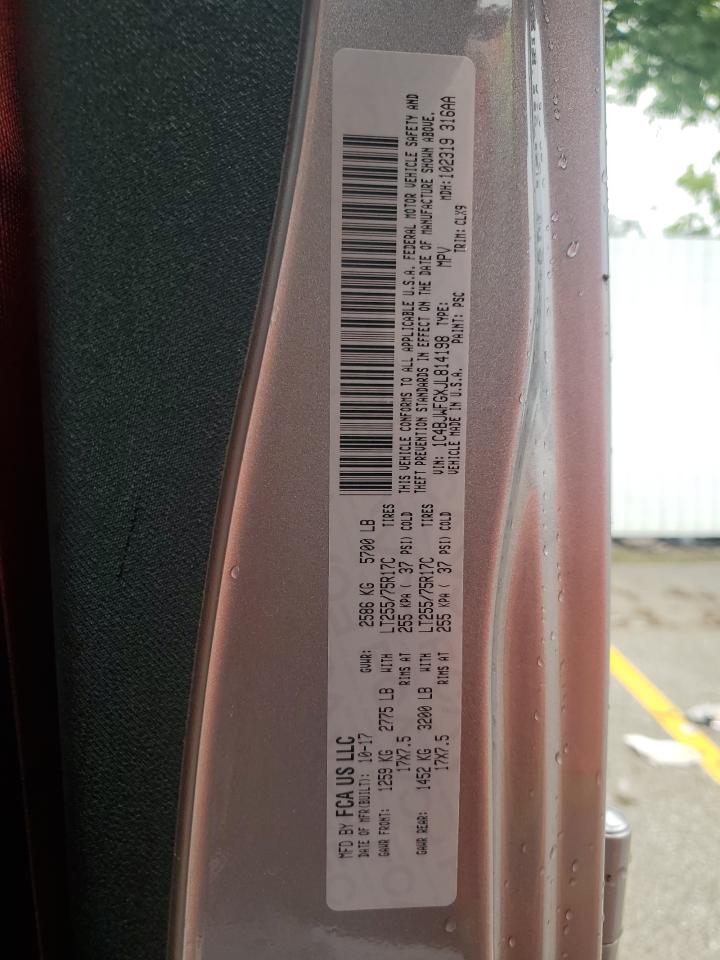 MFD BY FCA US LLC
DATE OF MFR(BUILT): 10-17 GVWR: 2586 KG 5700 LB
GAWR FRONT: 1259 KG 2775 LB WITH LT255/75R17C TIRES
17X7.5 RIMS AT 255 KPA ( 37 PSI) COLD
GAWR REAR: 1452 KG 3200 LB WITH LT255/75R17C TIRES
17X7.5 RIMS AT 255 KPA ( 37 PSI) COLD
THIS VEHICLE CONFORMS TO ALL APPLICABLE U.S.A. FEDERAL MOTOR VEHICLE SAFETY AND
THEFT PREVENTION STANDARDS IN EFFECT ON THE DATE OF MANUFACTURE SHOWN ABOVE.
VIN: 1C4BJWFGXJL814198 TYPE: MPV MDH:102319 316AA
VEHICLE MADE IN U.S.A. PAINT: PSC TRIM: CLX9